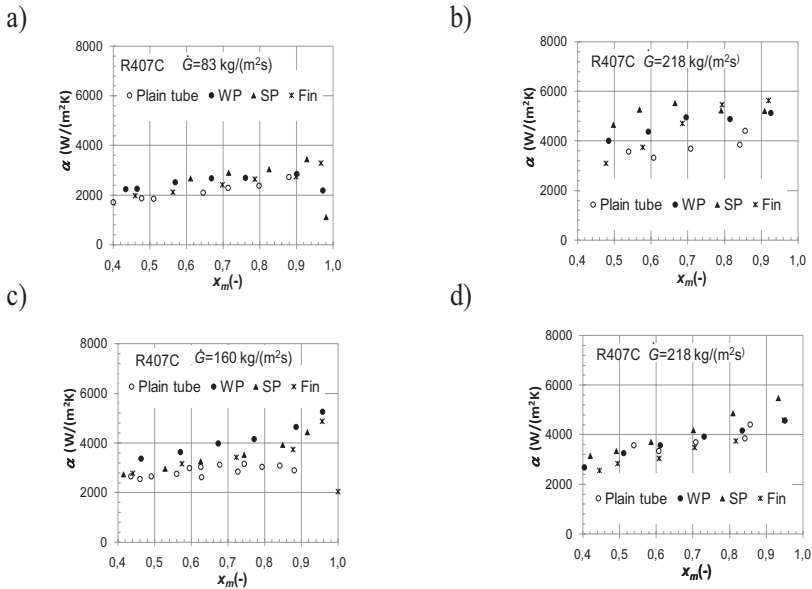 a)
8000
6000
4000
2000
0
α (W/(m²K)
R407C Ġ=83 kg/(m²s)
Plain tube WP SP Fin
0,4 0,5 0,6 0,7 0,8 0,9 1,0
xm(-)
b)
8000
6000
4000
2000
0
α (W/(m²K)
R407C Ġ=218 kg/(m²s)
Plain tube WP SP Fin
0,4 0,5 0,6 0,7 0,8 0,9 1,0
xm(-)
c)
8000
6000
4000
2000
0
α (W/(m²K)
R407C Ġ=160 kg/(m²s)
Plain tube WP SP Fin
0,4 0,5 0,6 0,7 0,8 0,9 1,0
xm(-)
d)
8000
6000
4000
2000
0
α (W/(m²K)
R407C Ġ=218 kg/(m²s)
Plain tube WP SP Fin
0,4 0,5 0,6 0,7 0,8 0,9 1,0
xm(-)